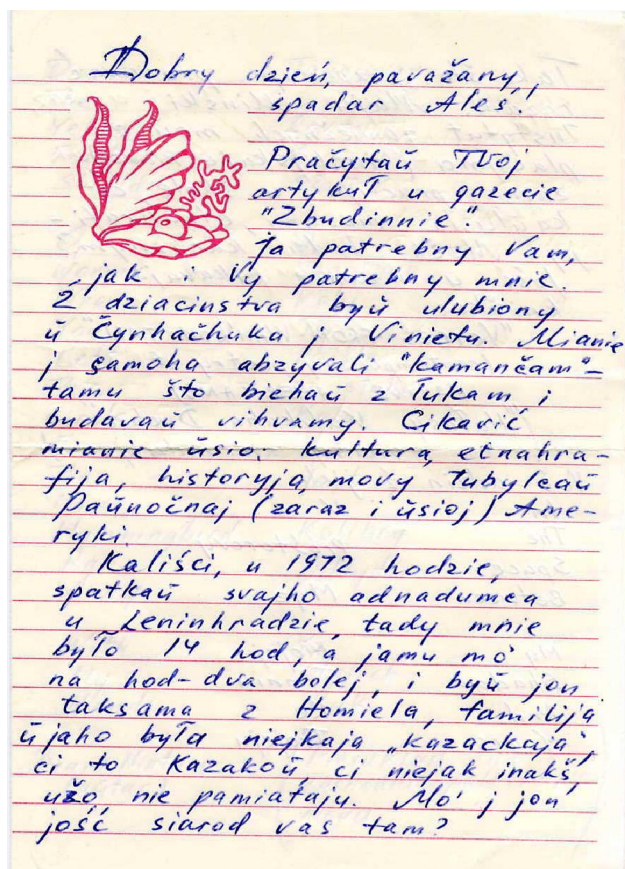 Dobry dzień, pavažany,
spadar Aleś!
Pračytaŭ Tvoj
artykuł u gazecie
"Zbudinnie".
Ja patrebny Vam,
jak i Vy patrebny mnie.
Z dziacinstva byŭ ulubiony
ŭ Čynhačhuka j Vinietu. Mianie
j samoha abzyvali "kamančam" –
tamu što biehaŭ z łukam i
budavaŭ vihvamy. Cikavić
mianie ŭsio: kultura, etnahra-
fija, historyja, movy tubylcaŭ
Paŭnočnaj (zaraz i ŭsioj) Ame-
ryki.
Kaliści, u 1972 hodzie,
spatkaŭ svajho adnadumca
u Leninhradzie, tady mnie
było 14 hod, a jamu mo'
na hod-dva bolej, i byŭ jon
taksama z Homiela, familija
ŭ jaho była niejkaja „kazackaja",
ci to Kazakoŭ, ci niejak inakš,
užo nie pamiataju. Mo' j jon
jość siarod vas tam?